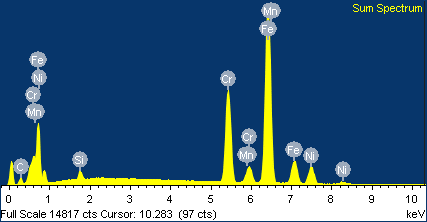 Sum Spectrum
Mn
Fe
Fe
Ni
Cr
Cr
Mn
Cr
Mn
C
Si
Fe
Ni
Ni
0 1 2 3 4 5 6 7 8 9 10
Full Scale 14817 cts Cursor: 10.283 (97 cts) keV